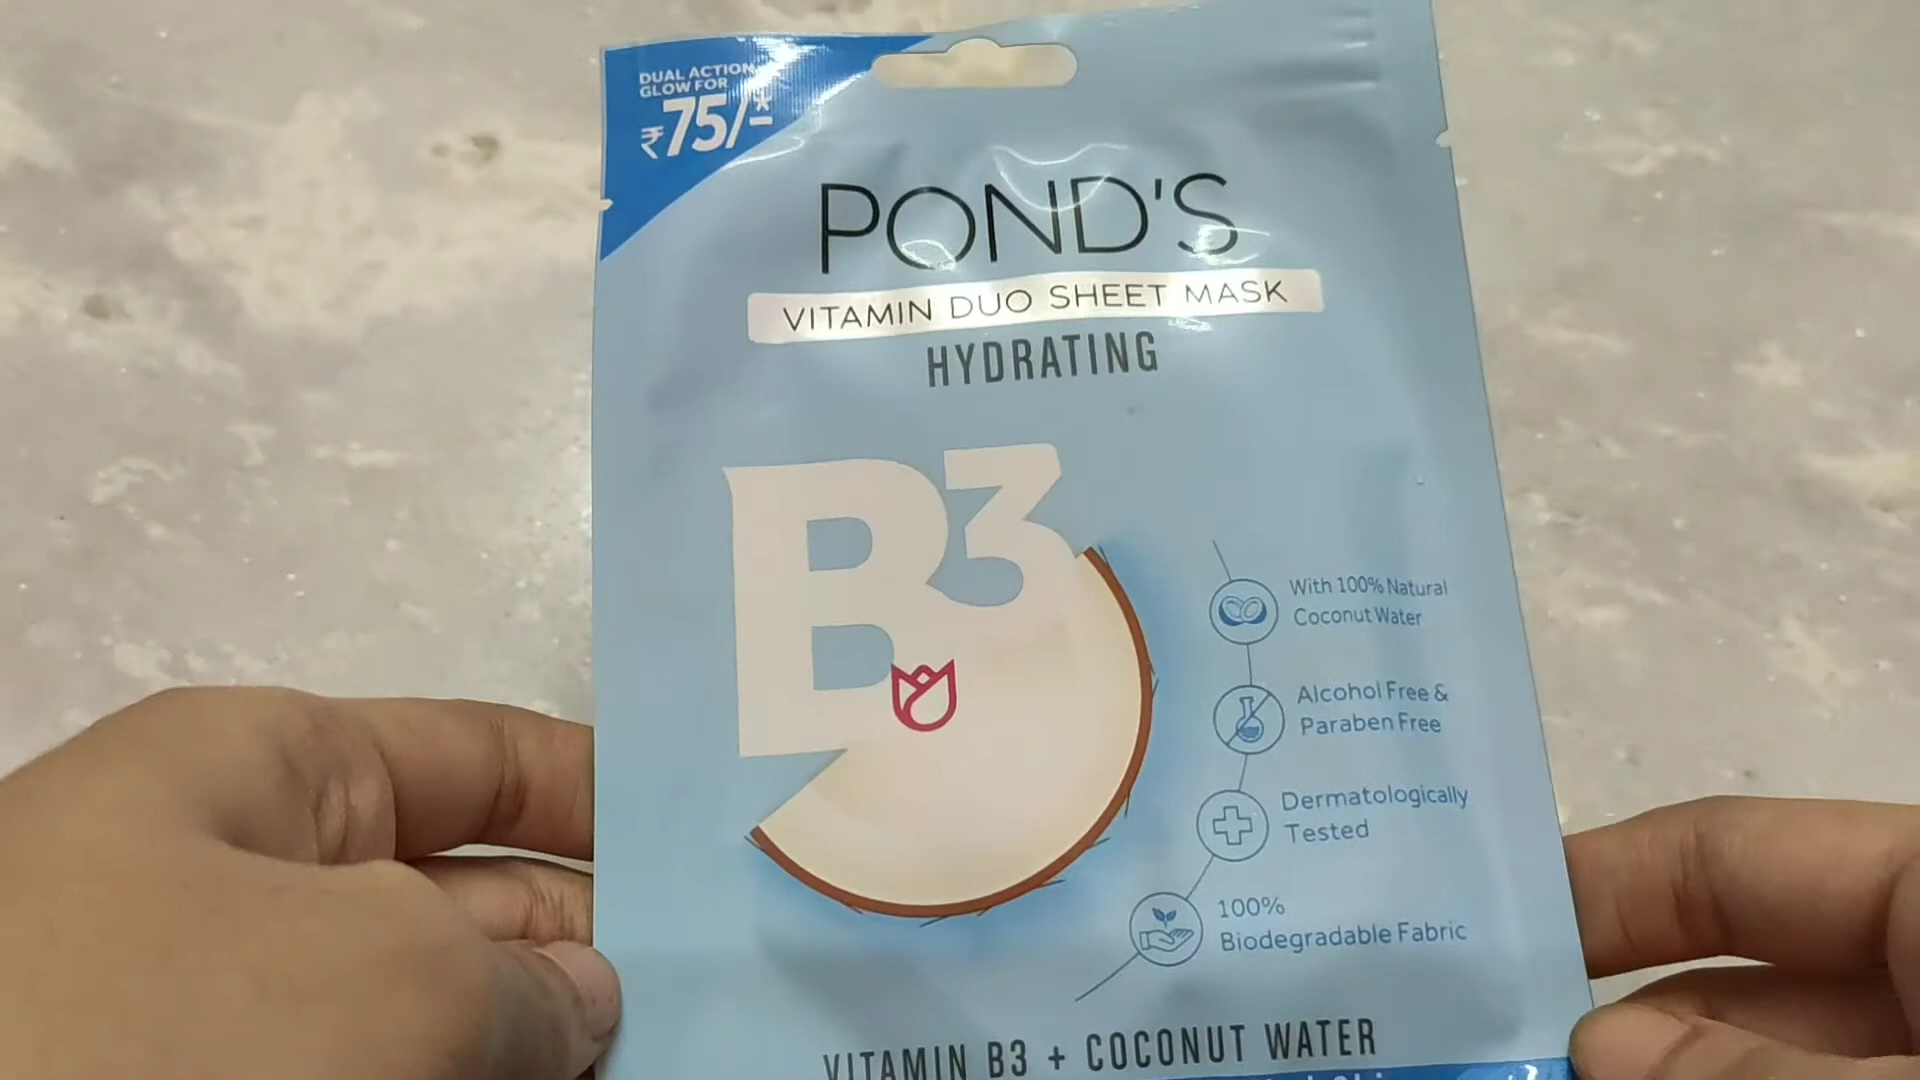 DUAL ACTION
GLOW FOR
₹75/-*
POND'S
VITAMIN DUO SHEET MASK
HYDRATING
B3
With 100% Natural
Coconut Water
Alcohol Free &
Paraben Free
Dermatologically
Tested
100%
Biodegradable Fabric
VITAMIN B3 + COCONUT WATER